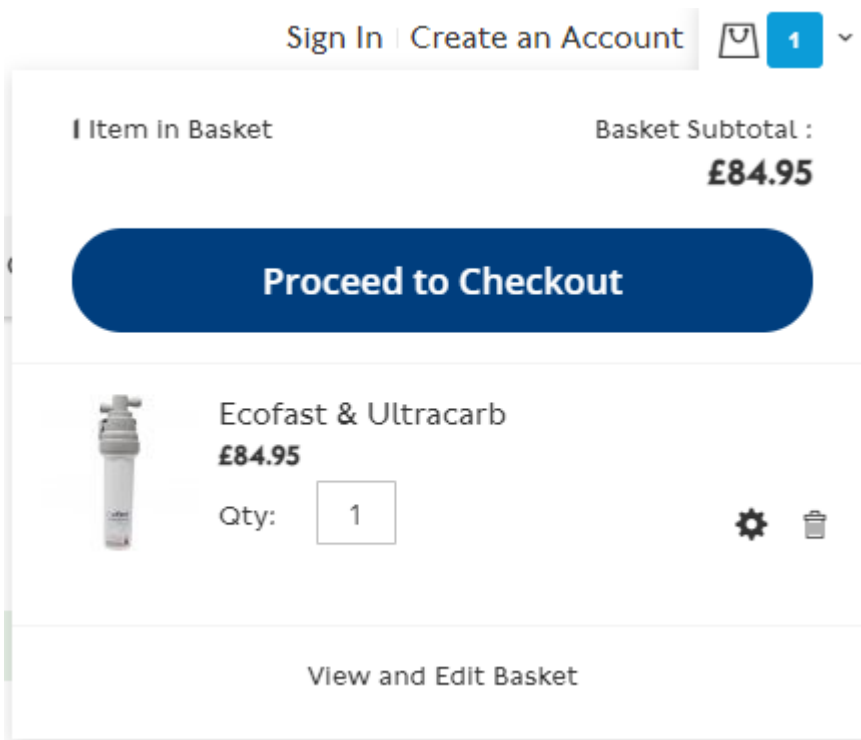 Sign In
Create an Account
1
1 Item in Basket
Basket Subtotal :
£84.95
Proceed to Checkout
Ecofast & Ultracarb
£84.95
Qty:
1
View and Edit Basket